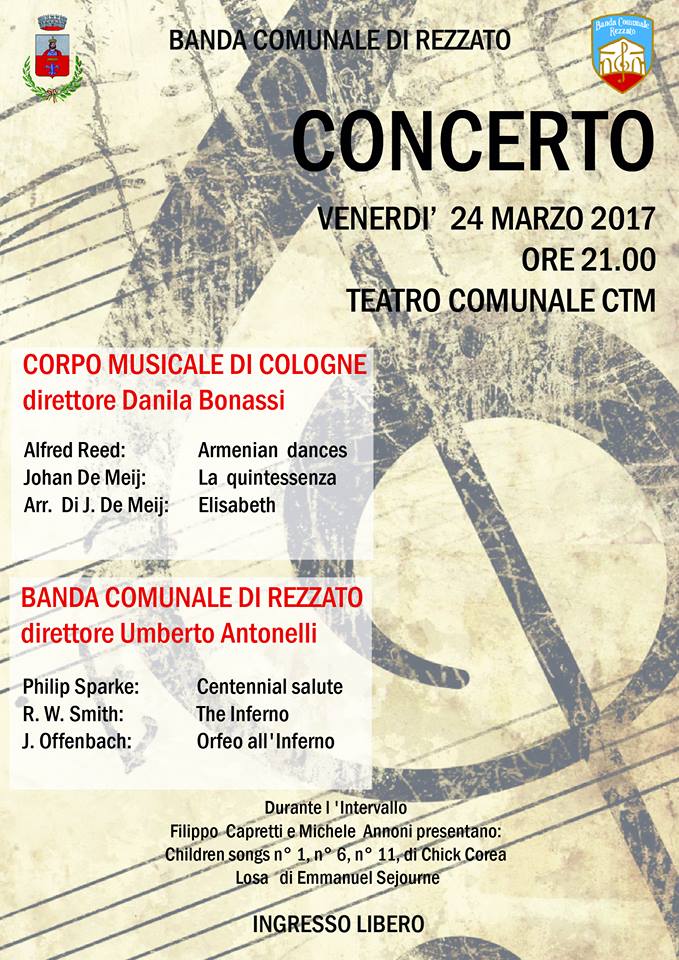 BANDA COMUNALE DI REZZATO
Banda Comunale
Rezzato
CONCERTO
VENERDI' 24 MARZO 2017
ORE 21.00
TEATRO COMUNALE CTM
CORPO MUSICALE DI COLOGNE
direttore Danila Bonassi
Alfred Reed: Armenian dances
Johan De Meij: La quintessenza
Arr. Di J. De Meij: Elisabeth
BANDA COMUNALE DI REZZATO
direttore Umberto Antonelli
Philip Sparke: Centennial salute
R. W. Smith: The Inferno
J. Offenbach: Orfeo all'Inferno
Durante l 'Intervallo
Filippo Capretti e Michele Annoni presentano:
Children songs n° 1, n° 6, n° 11, di Chick Corea
Losa di Emmanuel Sejourne
INGRESSO LIBERO